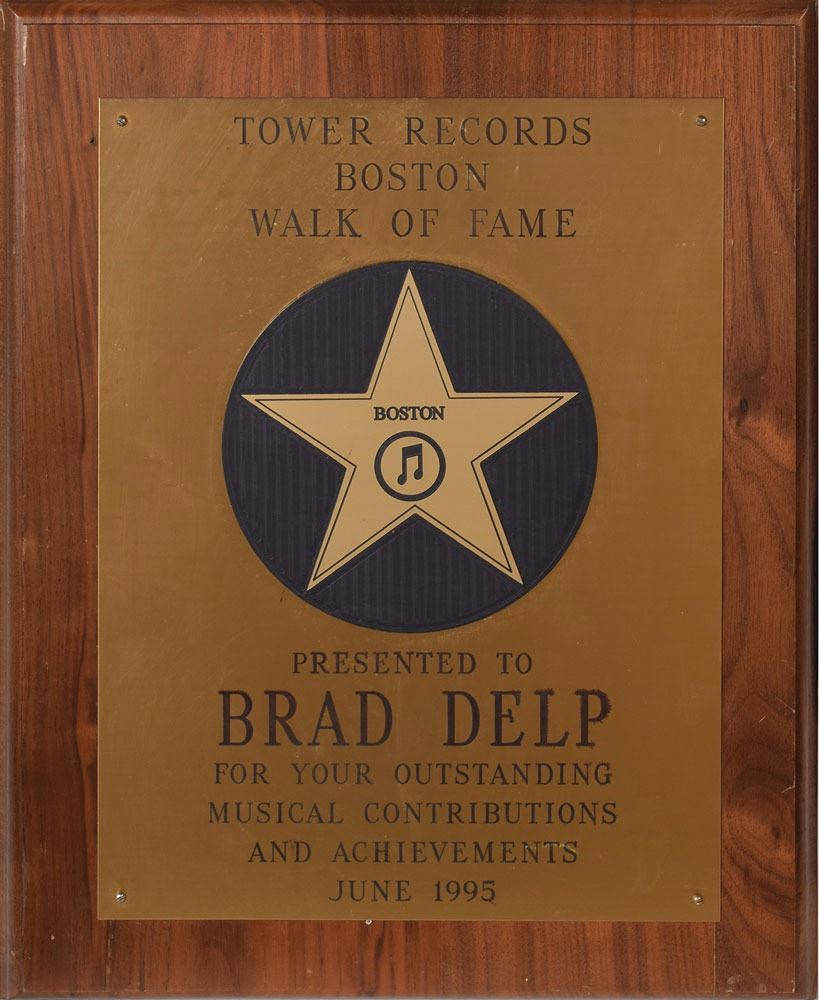 TOWER RECORDS
BOSTON
WALK OF FAME
BOSTON
PRESENTED TO
BRAD DELP
FOR YOUR OUTSTANDING
MUSICAL CONTRIBUTIONS
AND ACHIEVEMENTS
JUNE 1995